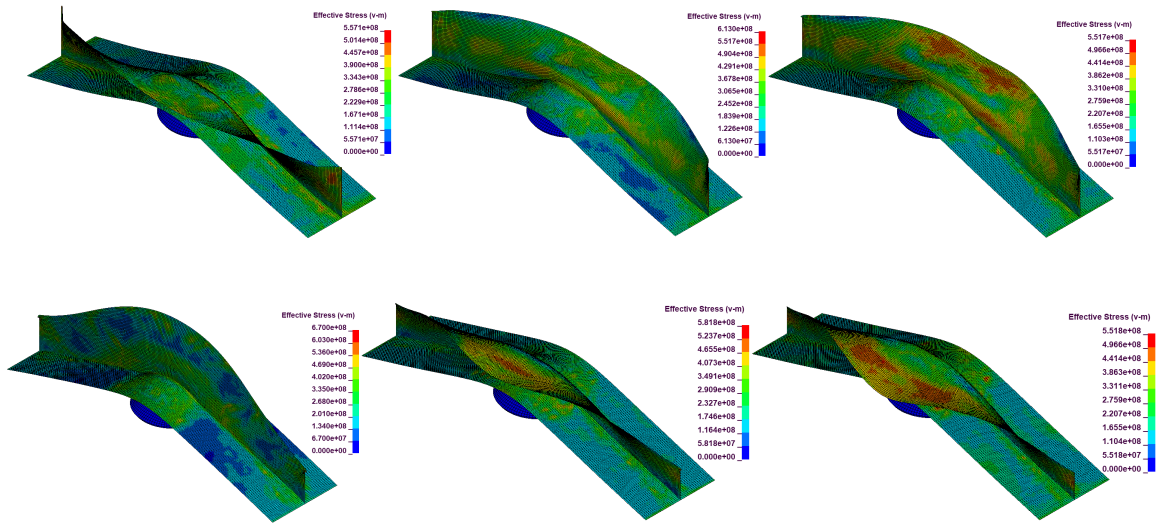 Effective Stress (v-m)
5.571e+08
5.014e+08
4.457e+08
3.900e+08
3.343e+08
2.786e+08
2.229e+08
1.671e+08
1.114e+08
5.571e+07
0.000e+00
Effective Stress (v-m)
6.130e+08
5.517e+08
4.904e+08
4.291e+08
3.678e+08
3.065e+08
2.452e+08
1.839e+08
1.226e+08
6.130e+07
0.000e+00
Effective Stress (v-m)
5.517e+08
4.966e+08
4.414e+08
3.862e+08
3.310e+08
2.759e+08
2.207e+08
1.655e+08
1.103e+08
5.517e+07
0.000e+00
Effective Stress (v-m)
6.700e+08
6.030e+08
5.360e+08
4.690e+08
4.020e+08
3.350e+08
2.680e+08
2.010e+08
1.340e+08
6.700e+07
0.000e+00
Effective Stress (v-m)
5.818e+08
5.237e+08
4.655e+08
4.073e+08
3.491e+08
2.909e+08
2.327e+08
1.746e+08
1.164e+08
5.818e+07
0.000e+00
Effective Stress (v-m)
5.518e+08
4.966e+08
4.414e+08
3.863e+08
3.311e+08
2.759e+08
2.207e+08
1.655e+08
1.104e+08
5.518e+07
0.000e+00